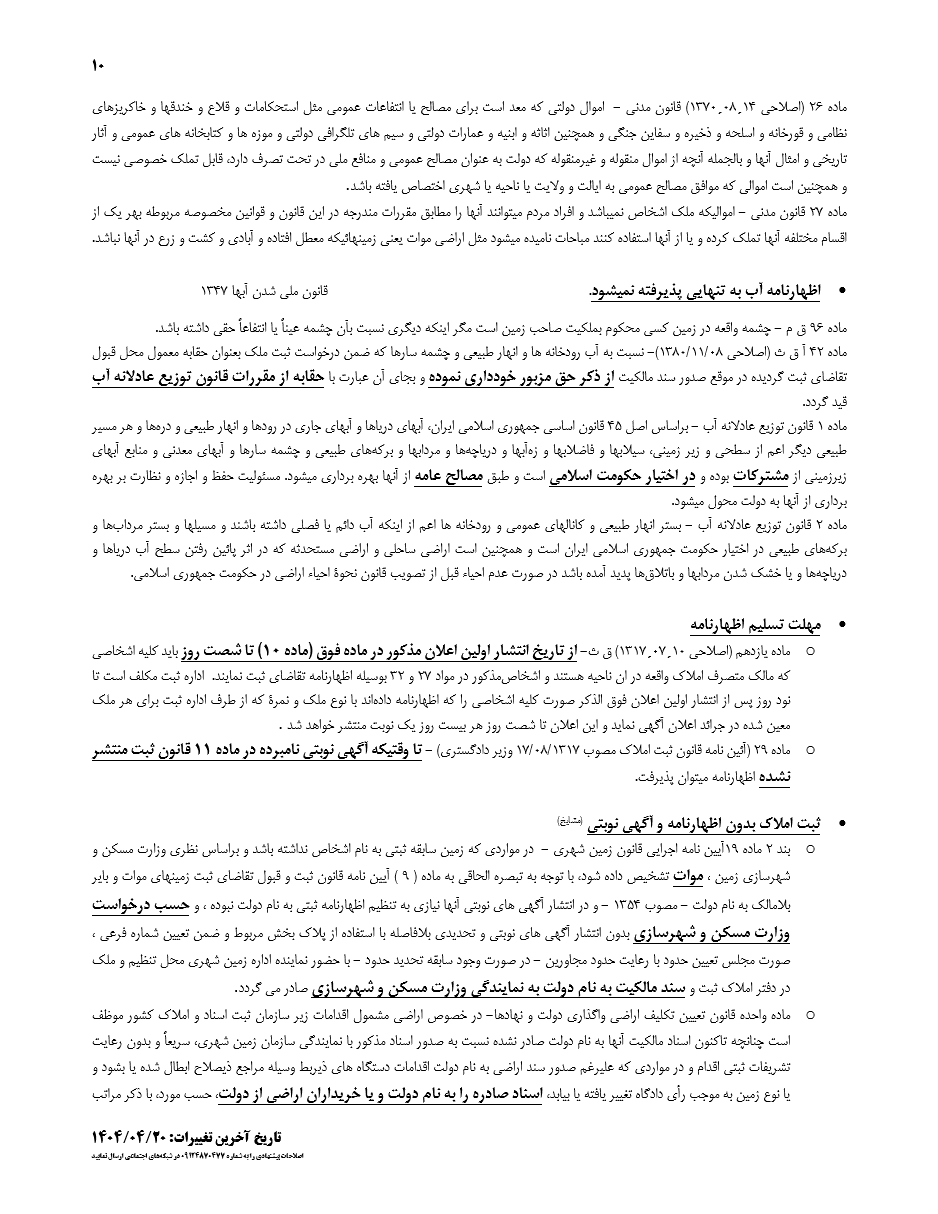 ۱۰
ماده ۲۶ (اصلاحی ۱۴٫۰۸٫۱۳۷۰) قانون مدنی – اموال دولتی که معد است برای مصالح یا انتفاعات عمومی مثل استحکامات و قلاع و خندقها و خاکریزهای
نظامی و قورخانه و اسلحه و ذخیره و سفاین جنگی و همچنین اثاثه و ابنیه و عمارات دولتی و سیم های تلگرافی دولتی و موزه ها و کتابخانه های عمومی و آثار
تاریخی و امثال آنها و بالجمله آنچه از اموال منقوله و غیرمنقوله که دولت به عنوان مصالح عمومی و منافع ملی در تحت تصرف دارد، قابل تملک خصوصی نیست
و همچنین است اموالی که موافق مصالح عمومی به ایالت و ولایت یا ناحیه یا شهری اختصاص یافته باشد.
ماده ۲۷ قانون مدنی – اموالیکه ملک اشخاص نمیباشد و افراد مردم میتوانند آنها را مطابق مقررات مندرجه در این قانون و قوانین مخصوصه مربوطه بهر یک از
اقسام مختلفه آنها تملک کرده و یا از آنها استفاده کنند مباحات نامیده میشود مثل اراضی موات یعنی زمینهائیکه معطل افتاده و آبادی و کشت و زرع در آنها نباشد.
• اظهارنامه آب به تنهایی پذیرفته نمیشود. قانون ملی شدن آبها ۱۳۴۷
ماده ۹۶ ق م – چشمه واقعه در زمین کسی محکوم بملکیت صاحب زمین است مگر اینکه دیگری نسبت بآن چشمه عیناً یا انتفاعاً حقی داشته باشد.
ماده ۴۲ آ ق ث (اصلاحی ۱۳۸۰/۱۱/۰۸)– نسبت به آب رودخانه ها و انهار طبیعی و چشمه سارها که ضمن درخواست ثبت ملک بعنوان حقابه معمول محل قبول
تقاضای ثبت گردیده در موقع صدور سند مالکیت از ذکر حق مزبور خودداری نموده و بجای آن عبارت با حقابه از مقررات قانون توزیع عادلانه آب
قید گردد.
ماده ۱ قانون توزیع عادلانه آب – براساس اصل ۴۵ قانون اساسی جمهوری اسلامی ایران، آبهای دریاها و آبهای جاری در رودها و انهار طبیعی و دره‌ها و هر مسیر
طبیعی دیگر اعم از سطحی و زیر زمینی، سیلابها و فاضلابها و زه‌آبها و دریاچه‌ها و مردابها و برکه‌های طبیعی و چشمه سارها و آبهای معدنی و منابع آبهای
زیرزمینی از مشترکات بوده و در اختیار حکومت اسلامی است و طبق مصالح عامه از آنها بهره برداری میشود. مسئولیت حفظ و اجازه و نظارت بر بهره
برداری از آنها به دولت محول میشود.
ماده ۲ قانون توزیع عادلانه آب – بستر انهار طبیعی و کانالهای عمومی و رودخانه ها اعم از اینکه آب دائم یا فصلی داشته باشند و مسیلها و بستر مرداب‌ها و
برکه‌های طبیعی در اختیار حکومت جمهوری اسلامی ایران است و همچنین است اراضی ساحلی و اراضی مستحدثه که در اثر پائین رفتن سطح آب دریاها و
دریاچه‌ها و یا خشک شدن مردابها و باتلاق‌ها پدید آمده باشد در صورت عدم احیاء قبل از تصویب قانون نحوۀ احیاء اراضی در حکومت جمهوری اسلامی.
• مهلت تسلیم اظهارنامه
○ ماده یازدهم (اصلاحی ۱۰٫۰۷٫۱۳۱۷) ق ث– از تاریخ انتشار اولین اعلان مذکور در ماده فوق (ماده ۱۰) تا شصت روز باید کلیه اشخاصی
که مالک متصرف املاک واقعه در ان ناحیه هستند و اشخاص‌مذکور در مواد ۲۷ و ۳۲ بوسیله اظهارنامه تقاضای ثبت نمایند. اداره ثبت مکلف است تا
نود روز پس از انتشار اولین اعلان فوق الذکر صورت کلیه اشخاصی را که اظهارنامه داده‌اند با نوع ملک و نمرۀ که از طرف اداره ثبت برای هر ملک
معین شده در جرائد اعلان آگهی نماید و این اعلان تا شصت روز هر بیست روز یک نوبت منتشر خواهد شد .
○ ماده ۲۹ (آئین نامه قانون ثبت املاک مصوب ۱۷/۰۸/۱۳۱۷ وزیر دادگستری) – تا وقتیکه آگهی نوبتی نامبرده در ماده ۱۱ قانون ثبت منتشر
نشده اظهارنامه میتوان پذیرفت.
• ثبت املاک بدون اظهارنامه و آگهی نوبتی (مشایخ)
○ بند ۲ ماده ۱۹آیین نامه اجرایی قانون زمین شهری – در مواردی که زمین سابقه ثبتی به نام اشخاص نداشته باشد و براساس نظری وزارت مسکن و
شهرسازی زمین ، موات تشخیص داده شود، با توجه به تبصره الحاقی به ماده ( ۹ ) آیین نامه قانون ثبت و قبول تقاضای ثبت زمینهای موات و بایر
بلامالک به نام دولت – مصوب ۱۳۵۴ – و در انتشار آگهی های نوبتی آنها نیازی به تنظیم اظهارنامه ثبتی به نام دولت نبوده ، و حسب درخواست
وزارت مسکن و شهرسازی بدون انتشار آگهی های نوبتی و تحدیدی بلافاصله با استفاده از پلاک بخش مربوط و ضمن تعیین شماره فرعی ،
صورت مجلس تعیین حدود با رعایت حدود مجاورین – در صورت وجود سابقه تحدید حدود – با حضور نماینده اداره زمین شهری محل تنظیم و ملک
در دفتر املاک ثبت و سند مالکیت به نام دولت به نمایندگی وزارت مسکن و شهرسازی صادر می گردد.
○ ماده واحده قانون تعیین تکلیف اراضی واگذاری دولت و نهادها– در خصوص اراضی مشمول اقدامات زیر سازمان ثبت اسناد و املاک کشور موظف
است چنانچه تاکنون اسناد مالکیت آنها به نام دولت صادر نشده نسبت به صدور اسناد مذکور با نمایندگی سازمان زمین شهری، سریعاً و بدون رعایت
تشریفات ثبتی اقدام و در مواردی که علیرغم صدور سند اراضی به نام دولت اقدامات دستگاه های ذیربط وسیله مراجع ذیصلاح ابطال شده یا بشود و
یا نوع زمین به موجب رأی دادگاه تغییر یافته یا بیابد، اسناد صادره را به نام دولت و یا خریداران اراضی از دولت، حسب مورد، با ذکر مراتب
تاریخ آخرین تغییرات: ۱۴۰۴/۰۴/۲۰
اصلاحات پیشنهادی را به شماره ۰۹۱۲۴۸۷۰۴۷۷ در شبکه‌های اجتماعی ارسال نمایید